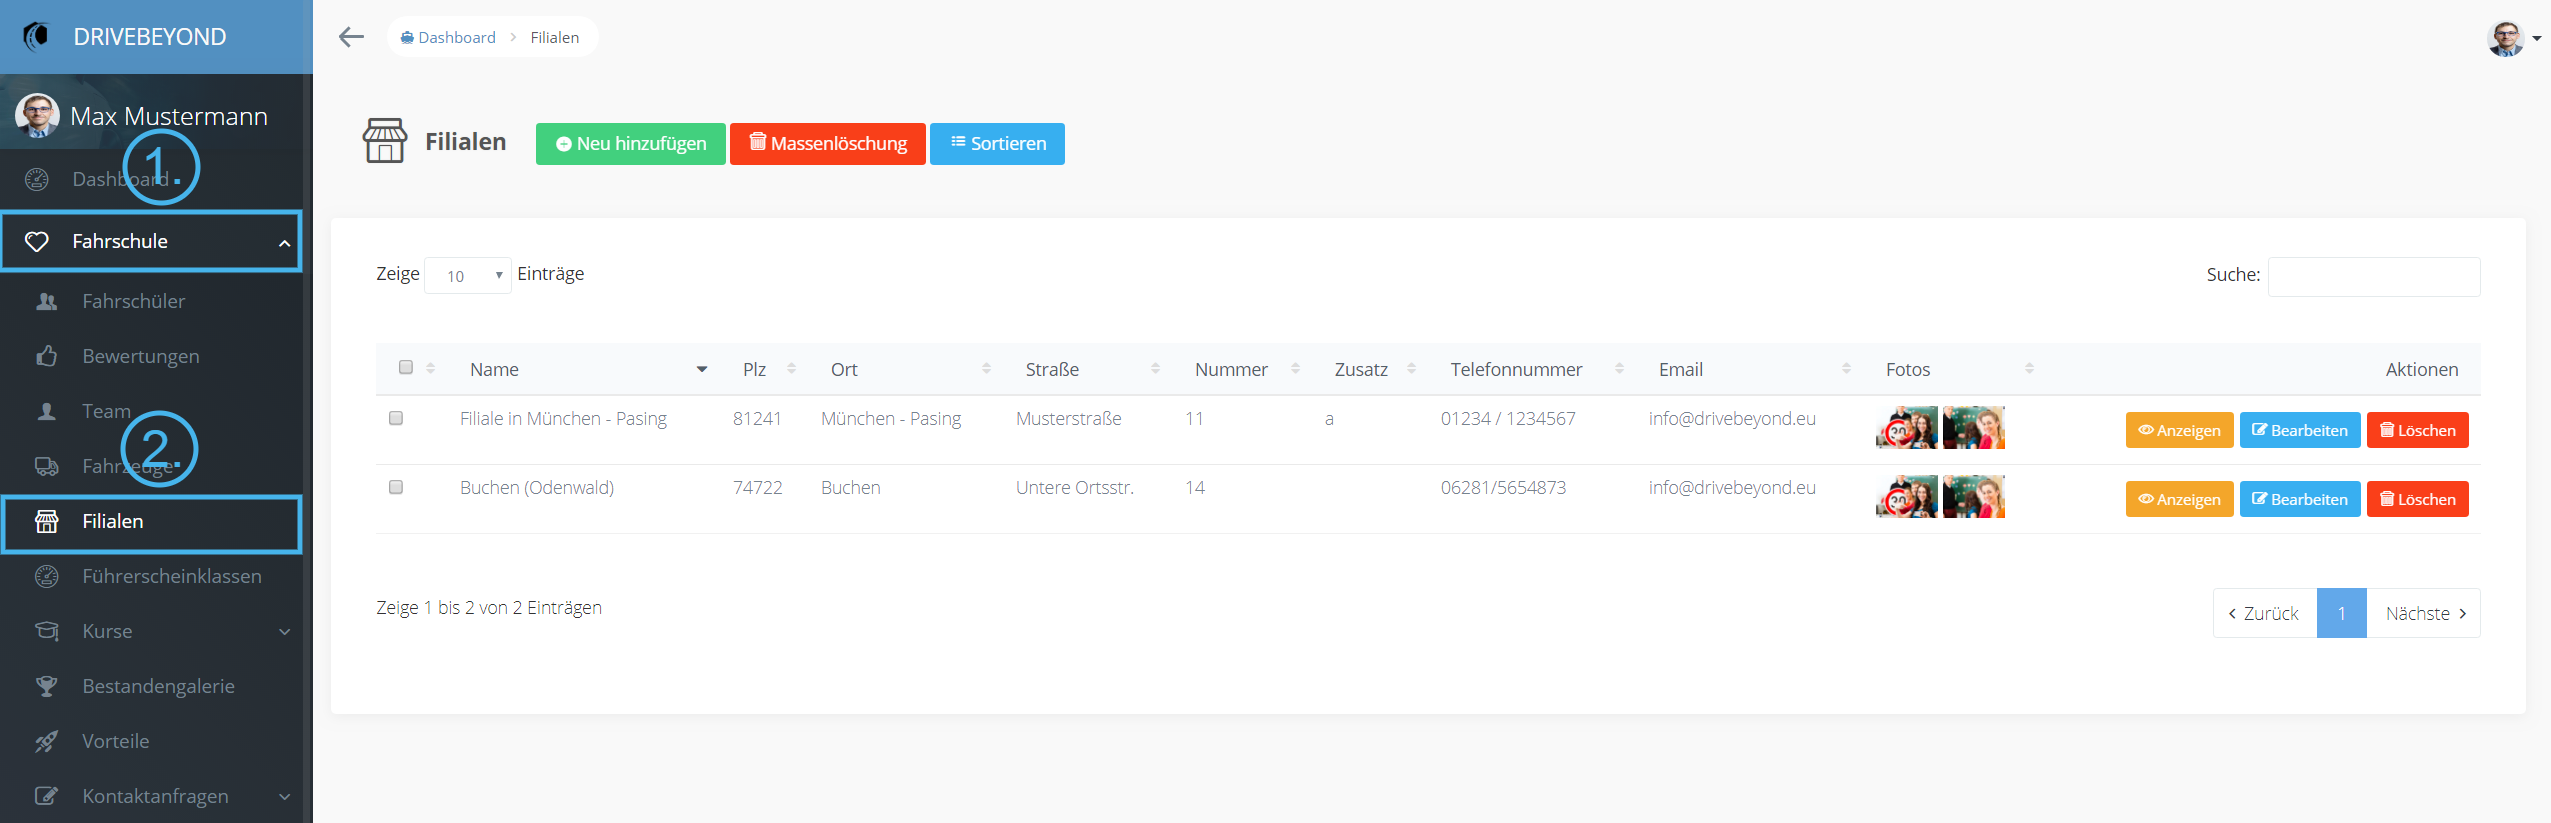 DRIVEBEYOND
Dashboard > Filialen
Max Mustermann
1.
Dashboard
Fahrschule
Fahrschüler
Bewertungen
Team
2.
Fahrzeuge
Filialen
Führerscheinklassen
Kurse
Bestandengalerie
Vorteile
Kontaktanfragen
Filialen Neu hinzufügen Massenlöschung Sortieren
Zeige 10 Einträge Suche:
Name Plz Ort Straße Nummer Zusatz Telefonnummer Email Fotos Aktionen
Filiale in München - Pasing 81241 München - Pasing Musterstraße 11 a 01234 / 1234567 info@drivebeyond.eu 30 Anzeigen Bearbeiten Löschen
Buchen (Odenwald) 74722 Buchen Untere Ortsstr. 14 06281/5654873 info@drivebeyond.eu 30 Anzeigen Bearbeiten Löschen
Zeige 1 bis 2 von 2 Einträgen
< Zurück 1 Nächste >